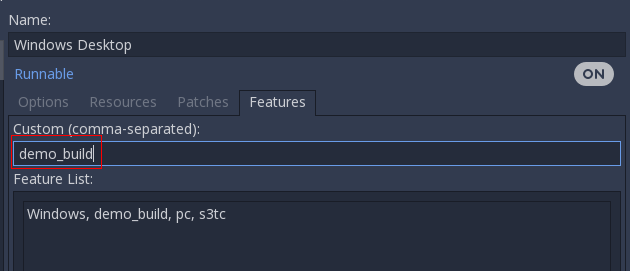 Name:
Windows Desktop
Runnable ON
Options Resources Patches Features
Custom (comma-separated):
demo_build
Feature List:
Windows, demo_build, pc, s3tc